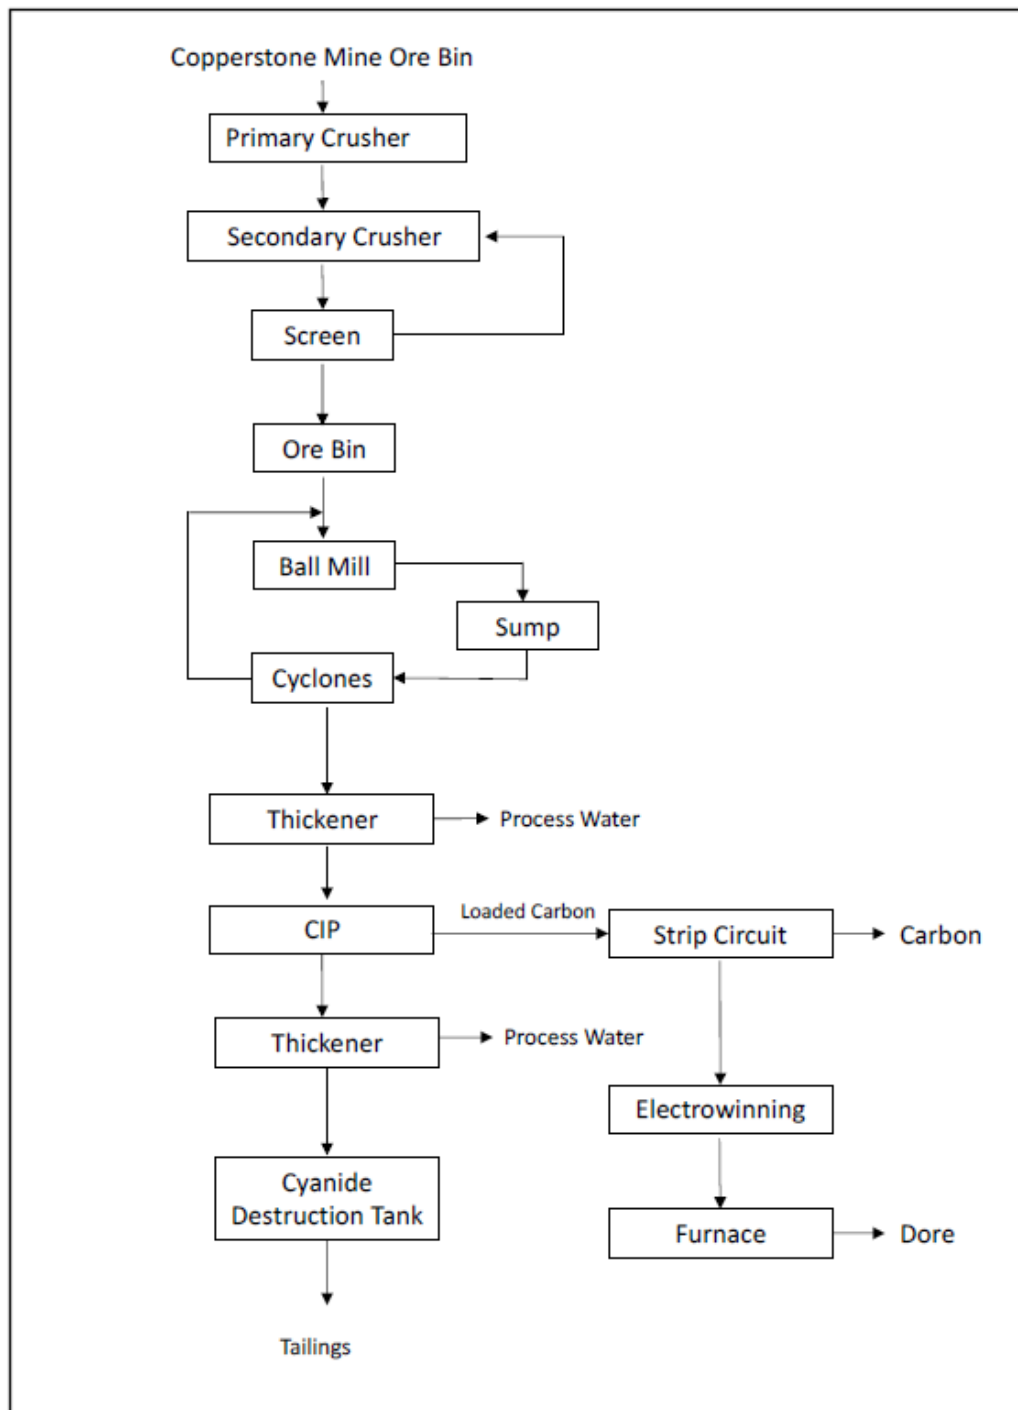 Copperstone Mine Ore Bin
Primary Crusher
Secondary Crusher
Screen
Ore Bin
Ball Mill
Sump
Cyclones
Thickener
Process Water
CIP
Loaded Carbon
Strip Circuit
Carbon
Thickener
Process Water
Electrowinning
Cyanide
Destruction Tank
Furnace
Dore
Tailings